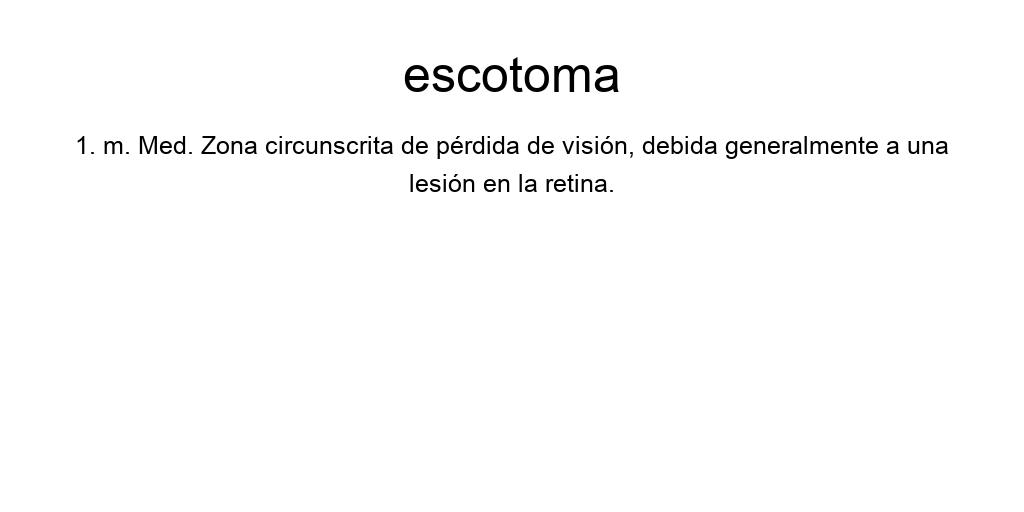 escotoma
1. m. Med. Zona circunscrita de pérdida de visión, debida generalmente a una
lesión en la retina.